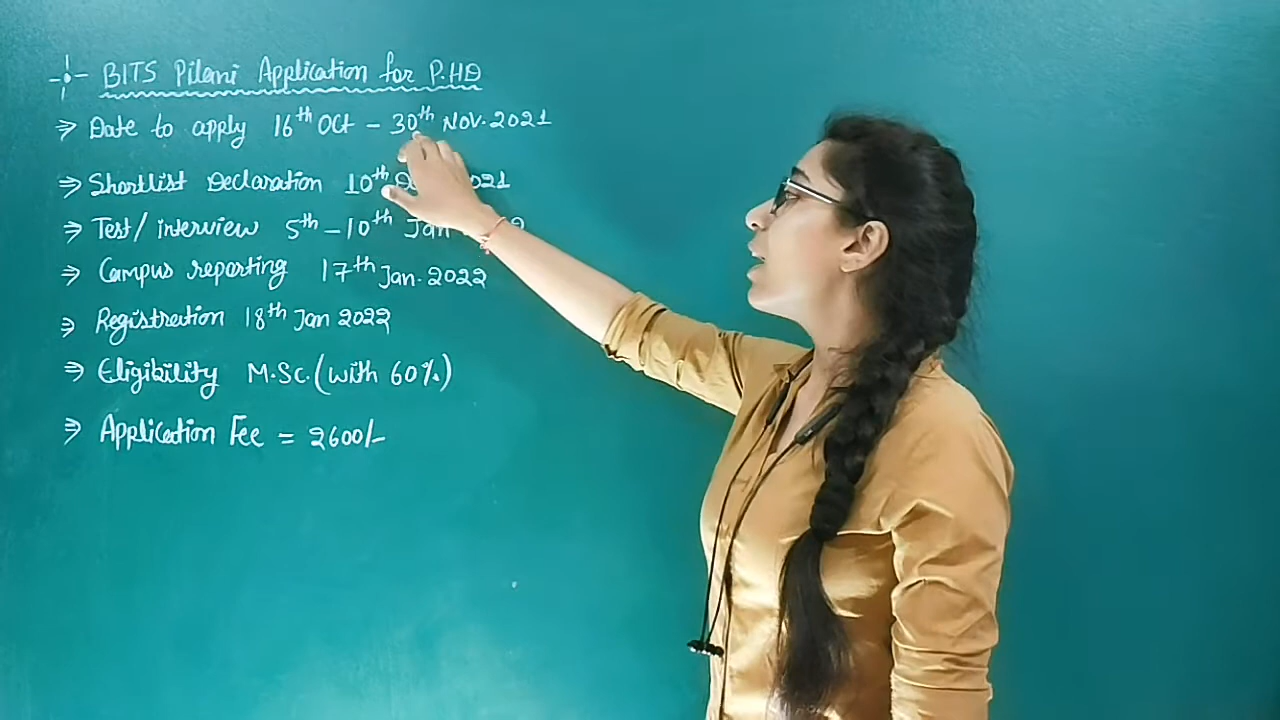 BITS Pilani Application for P.HD
⇒ Date to apply 16th Oct - 30th Nov. 2021
⇒ Shortlist Declaration 10th
⇒ Test/interview 5th - 10th Jan
⇒ Campus reporting 17th Jan. 2022
⇒ Registration 18th Jan 2022
⇒ Eligibility M.Sc. (with 60%)
⇒ Application Fee = 2600/-